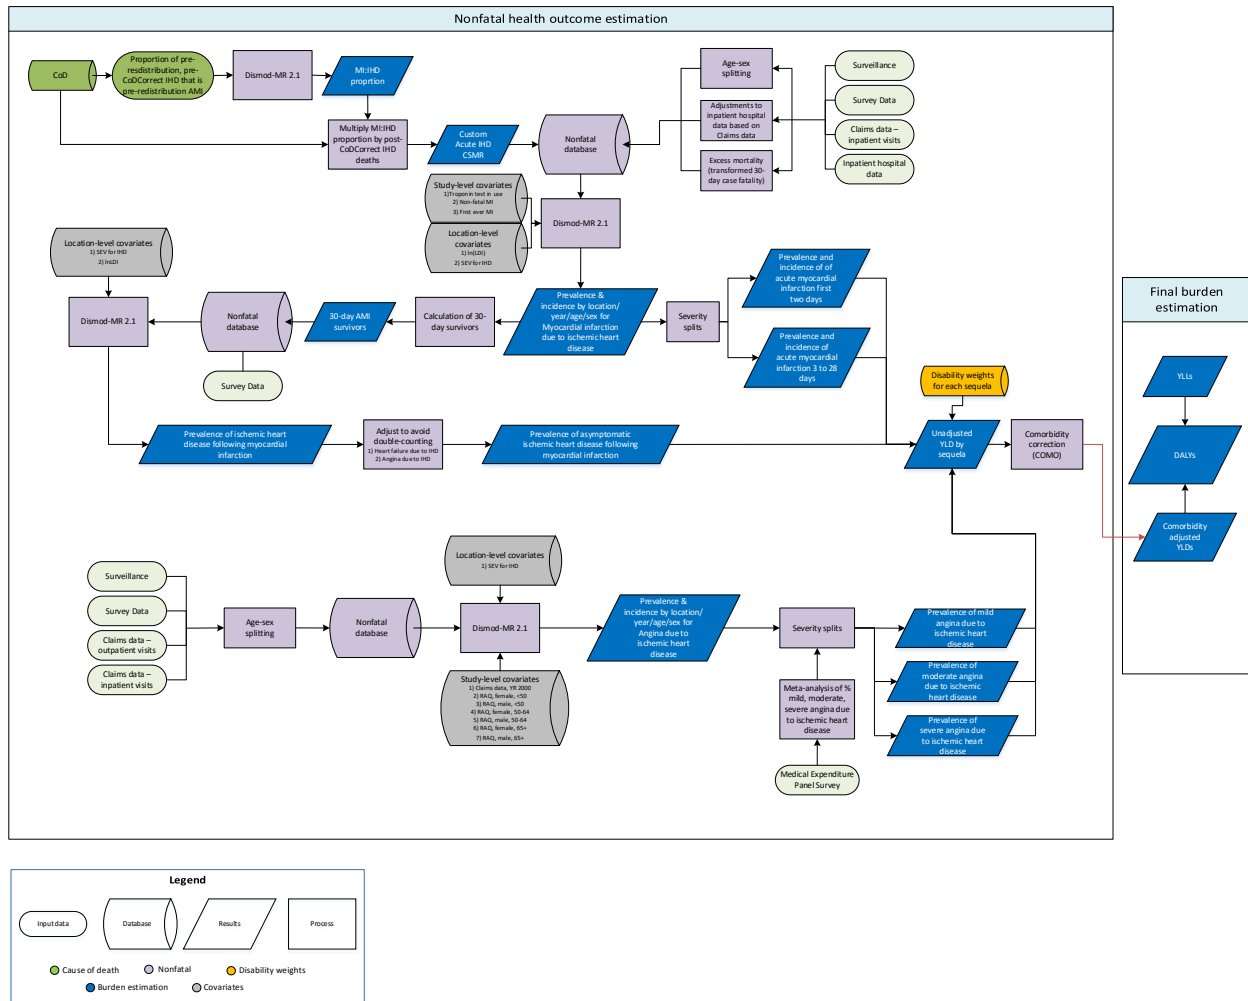 Nonfatal health outcome estimation
CoD
Proportion of pre-
resdistribution, pre-
CoDCorrect IHD that is
pre-redistribution AMI
Dismod-MR 2.1
MI:IHD
proprtion
Multiply MI:IHD
proportion by post-
CoDCorrect IHD
deaths
Custom
Acute IHD
CSMR
Nonfatal
database
Age-sex
splitting
Adjustments to
inpatient hospital
data based on
Claims data
Excess mortality
(transformed 30-
day case fatality)
Surveillance
Survey Data
Claims data –
inpatient visits
Inpatient hospital
data
Study-level covariates
1)Troponin test in use
2) Non-fatal MI
3) First ever MI
Location-level
covariates
1) ln(LDI)
2) SEV for IHD
Dismod-MR 2.1
Location-level covariates
1) SEV for IHD
2) lnLDI
Dismod-MR 2.1
Nonfatal
database
Survey Data
30-day AMI
survivors
Calculation of 30-
day survivors
Prevalence &
incidence by location/
year/age/sex for
Myocardial infarction
due to ischemic heart
disease
Severity
splits
Prevalence and
incidence of of
acute myocardial
infarction first
two days
Prevalence and
incidence of
acute myocardial
infarction 3 to 28
days
Disability weights
for each sequela
Prevalence of ischemic heart
disease following myocardial
infarction
Adjust to avoid
double-counting
1) Heart failure due to IHD
2) Angina due to IHD
Prevalence of asymptomatic
ischemic heart disease following
myocardial infarction
Unadjusted
YLD by
sequela
Comorbidity
correction
(COMO)
Final burden
estimation
YLLs
DALYs
Comorbidity
adjusted
YLDs
Surveillance
Survey Data
Claims data –
outpatient visits
Claims data –
inpatient visits
Age-sex
splitting
Nonfatal
database
Location-level covariates
1) SEV for IHD
Dismod-MR 2.1
Study-level covariates
1) Claims data, YR 2000
2) RAQ, female, <50
3) RAQ, male, <50
4) RAQ, female, 50-64
5) RAQ, male, 50-64
6) RAQ, female, 65+
7) RAQ, male, 65+
Prevalence &
incidence by location/
year/age/sex for
Angina due to
ischemic heart
disease
Severity splits
Meta-analysis of %
mild, moderate,
severe angina due
to ischemic heart
disease
Medical Expenditure
Panel Survey
Prevalence of mild
angina due to
ischemic heart
disease
Prevalence of
moderate angina
due to ischemic
heart disease
Prevalence of
severe angina due
to ischemic heart
disease
Legend
Input data
Database
Results
Process
Cause of death
Nonfatal
Disability weights
Burden estimation
Covariates